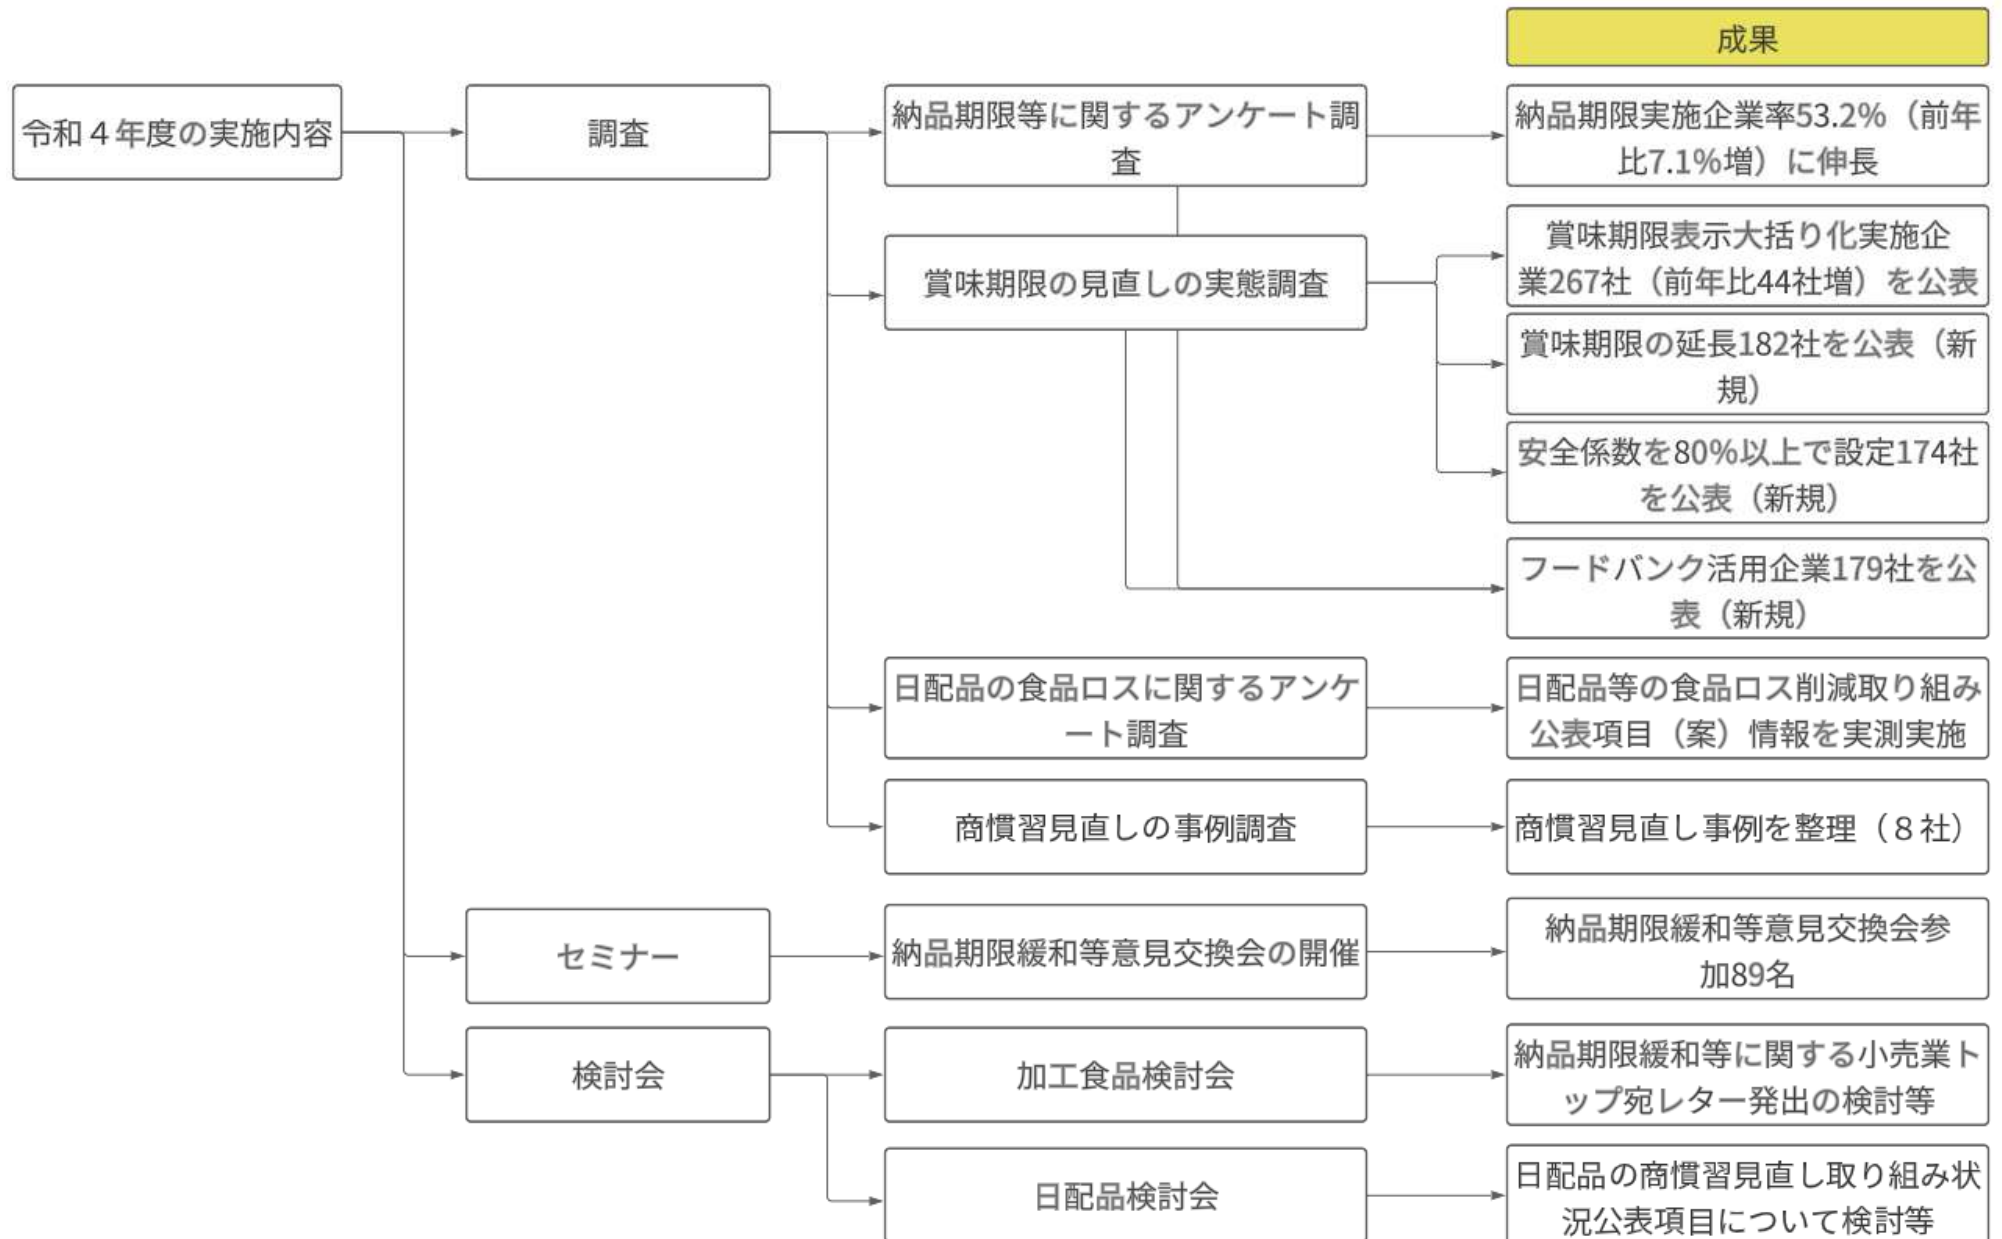 成果
令和４年度の実施内容
調査
納品期限等に関するアンケート調
査
納品期限実施企業率53.2%（前年
比7.1%増）に伸長
賞味期限の見直しの実態調査
賞味期限表示大括り化実施企
業267社（前年比44社増）を公表
賞味期限の延長182社を公表（新
規）
安全係数を80%以上で設定174社
を公表（新規）
フードバンク活用企業179社を公
表（新規）
日配品の食品ロスに関するアンケ
ート調査
日配品等の食品ロス削減取り組み
公表項目（案）情報を実測実施
商慣習見直しの事例調査
商慣習見直し事例を整理（８社）
セミナー
納品期限緩和等意見交換会の開催
納品期限緩和等意見交換会参
加89名
検討会
加工食品検討会
納品期限緩和等に関する小売業ト
ップ宛レター発出の検討等
日配品検討会
日配品の商慣習見直し取り組み状
況公表項目について検討等